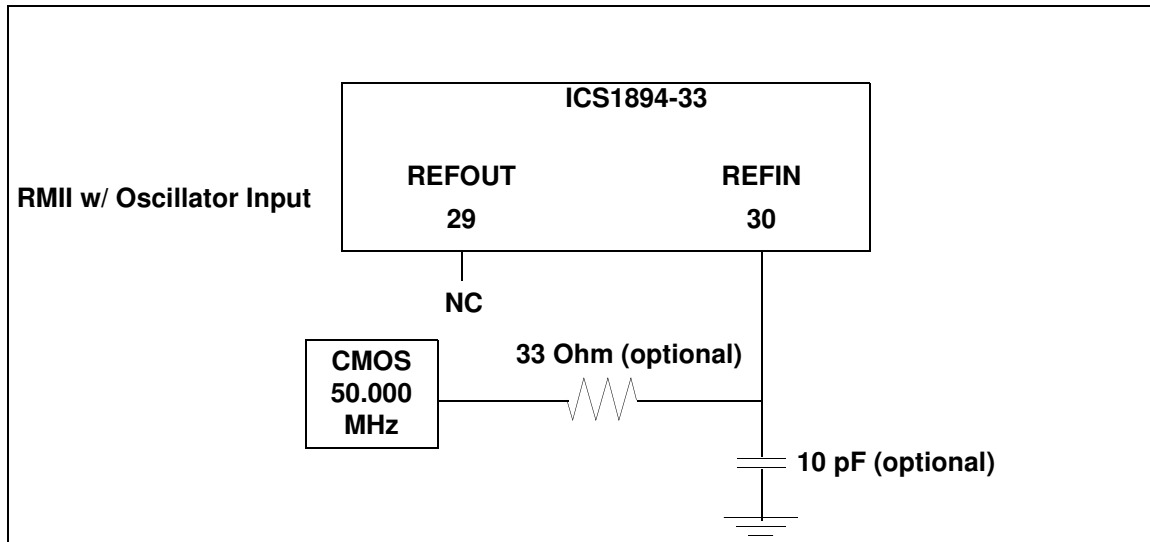 ICS1894-33
REFOUT REFIN
RMII w/ Oscillator Input
29 30
NC
33 Ohm (optional)
CMOS
50.000
MHz
10 pF (optional)